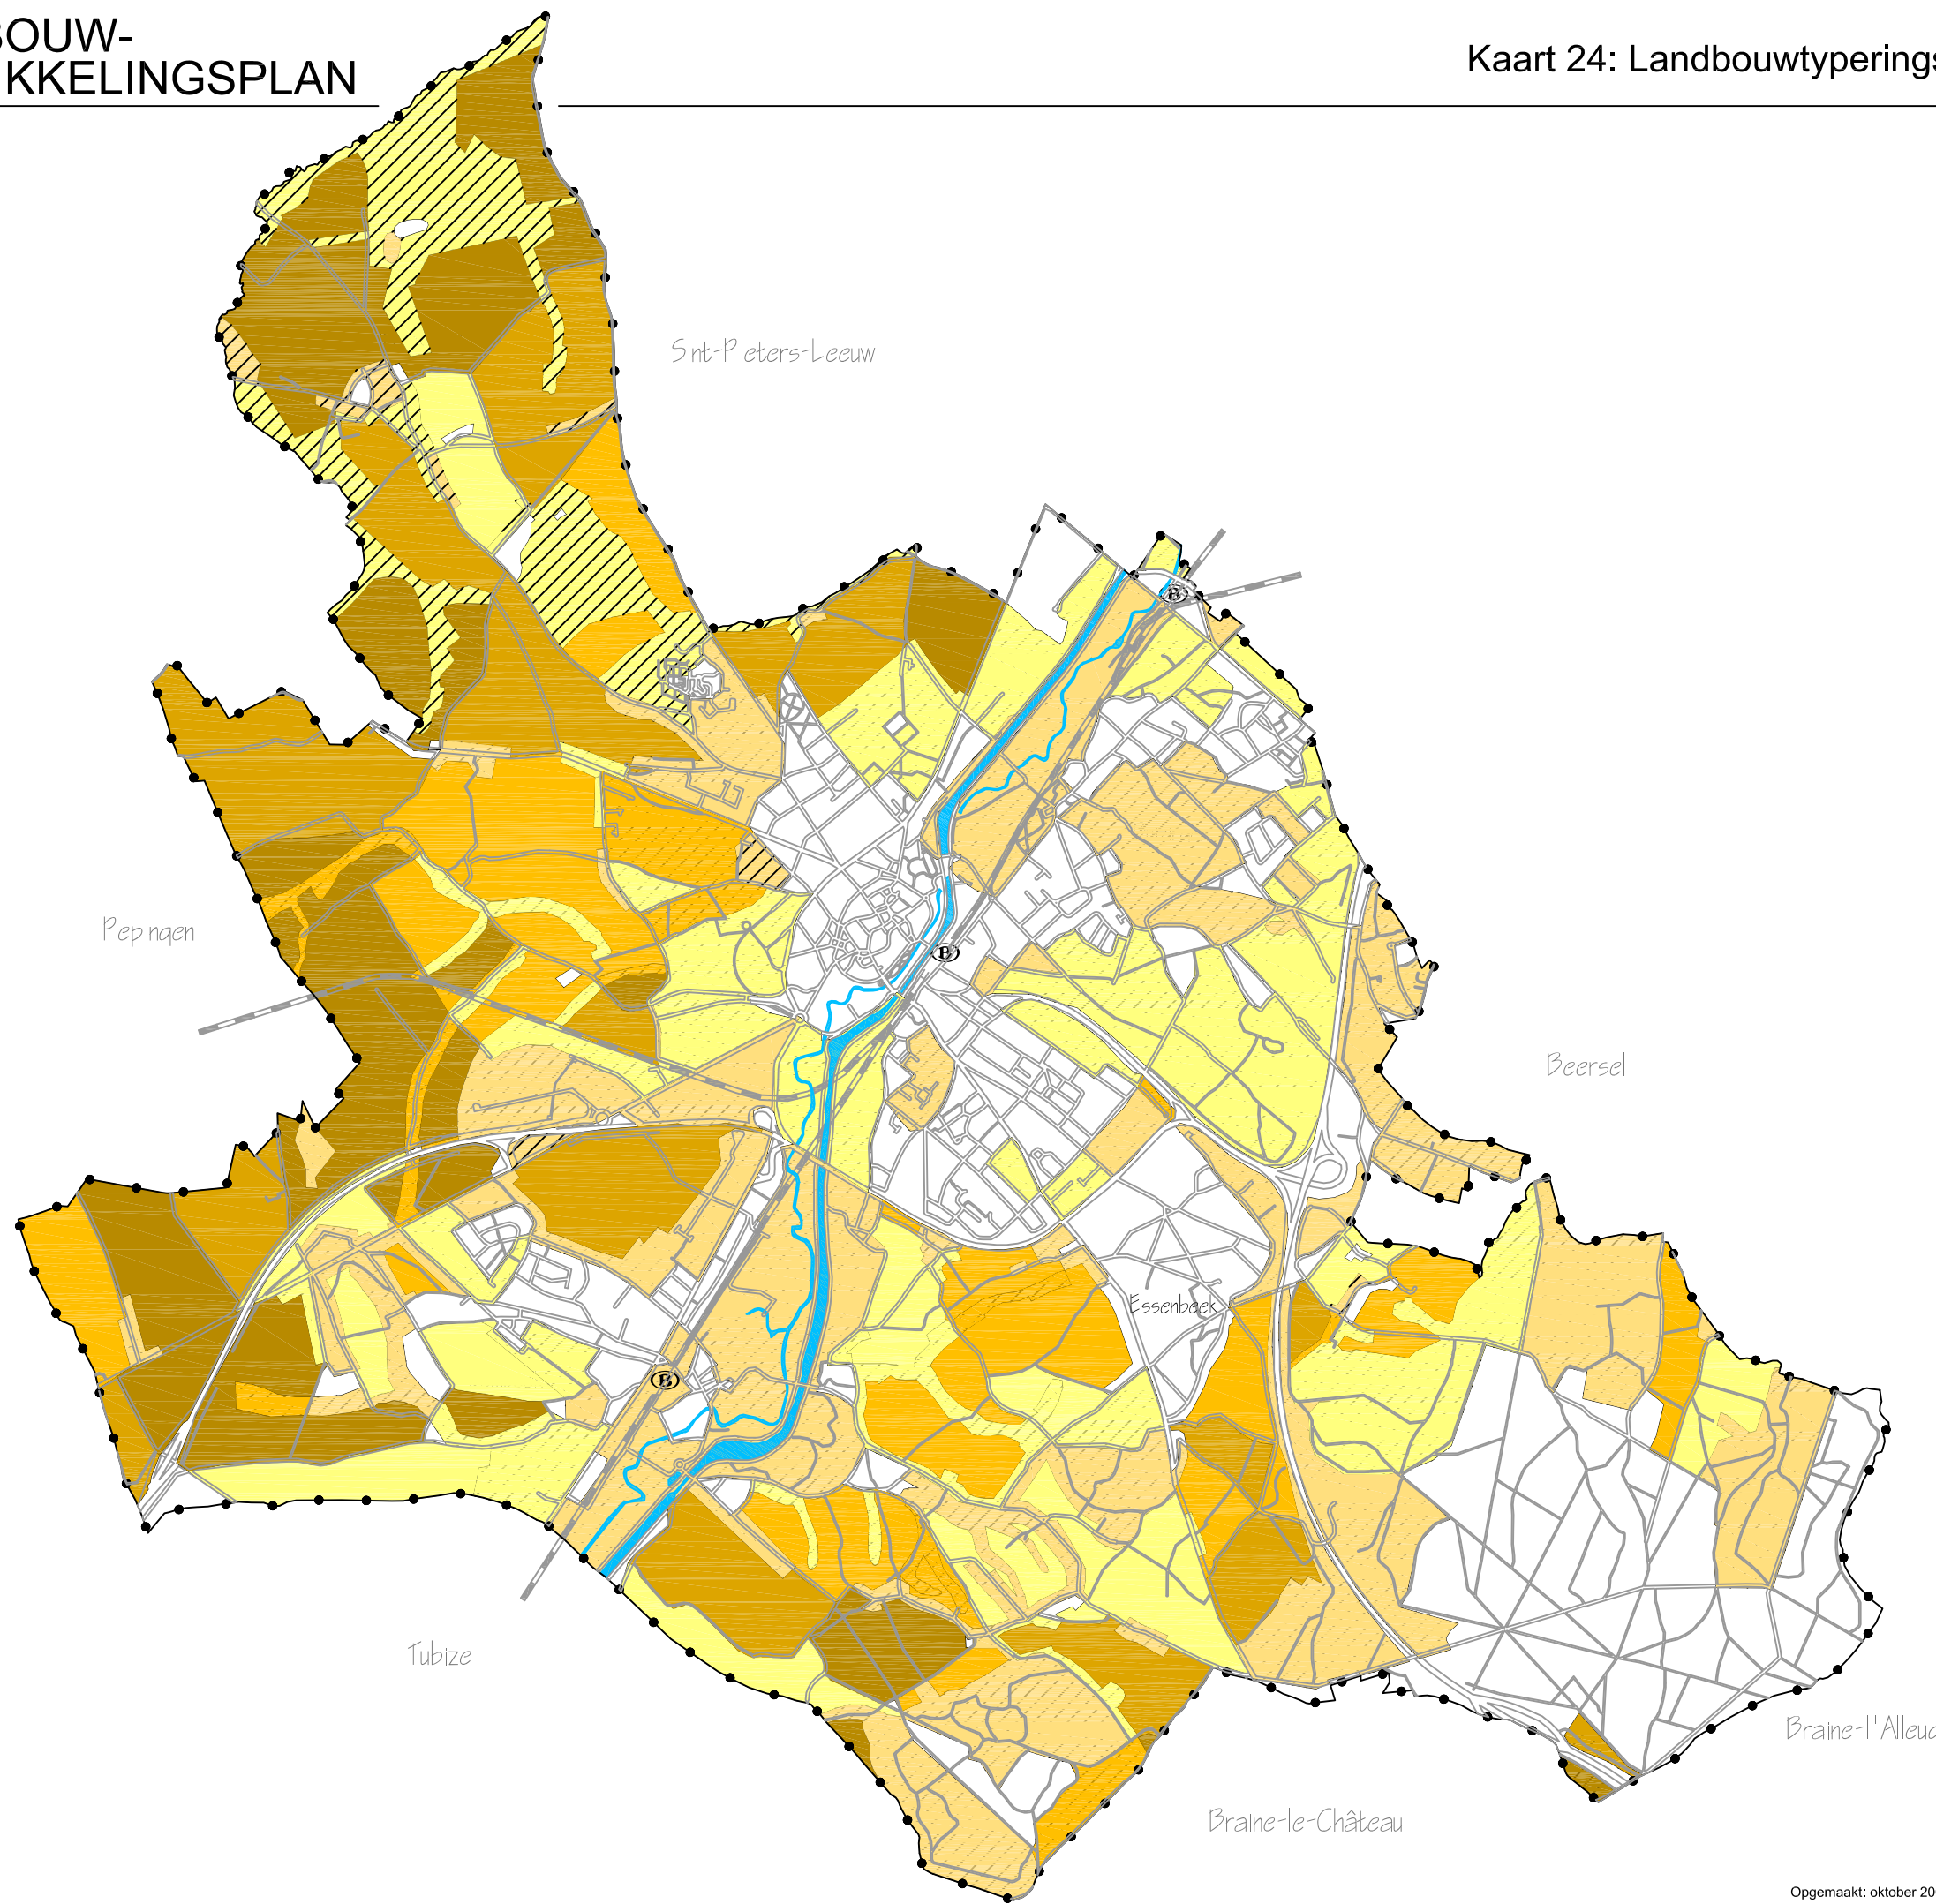 BOUW-
KKELINGSPLAN
Kaart 24: Landbouwtyperings
Sint-Pieters-Leeuw
B
Pepingen
B
Beersel
Essenbeek
B
Tubize
Braine-l'Alleud
Braine-le-Château
Opgemaakt: oktober 20